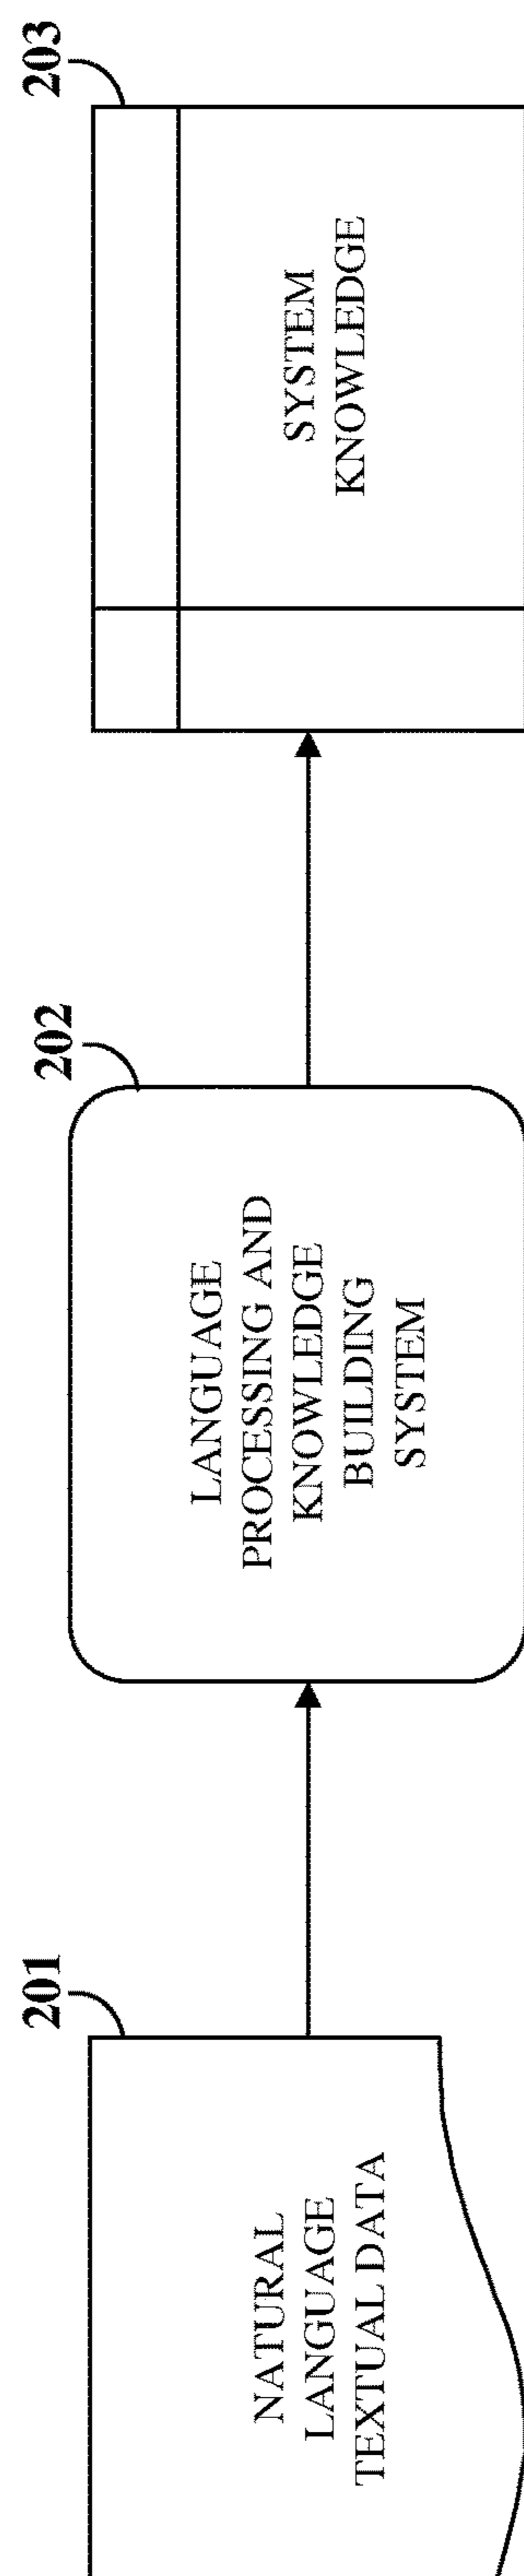 201
NATURAL
LANGUAGE
TEXTUAL DATA
202
LANGUAGE
PROCESSING AND
KNOWLEDGE
BUILDING
SYSTEM
203
SYSTEM
KNOWLEDGE